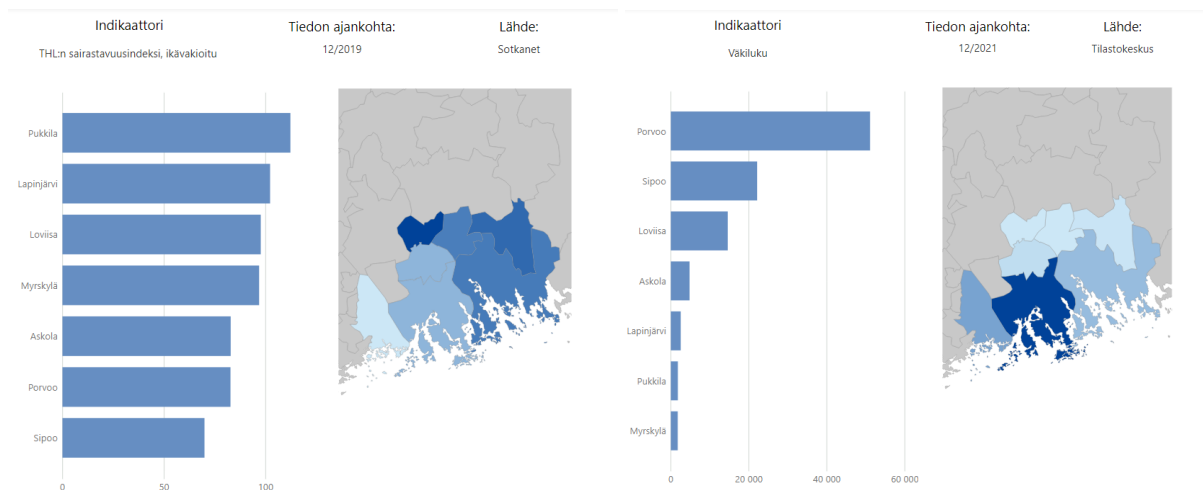 Indikaattori
Tiedon ajankohta:
Lähde:
THL:n sairastavuusindeksi, ikävakioitu
12/2019
Sotkanet
Pukkila
Lapinjärvi
Loviisa
Myrskylä
Askola
Porvoo
Sipoo
0
50
100
Indikaattori
Tiedon ajankohta:
Lähde:
Väkiluku
12/2021
Tilastokeskus
Porvoo
Sipoo
Loviisa
Askola
Lapinjärvi
Pukkila
Myrskylä
0
20 000
40 000
60 000